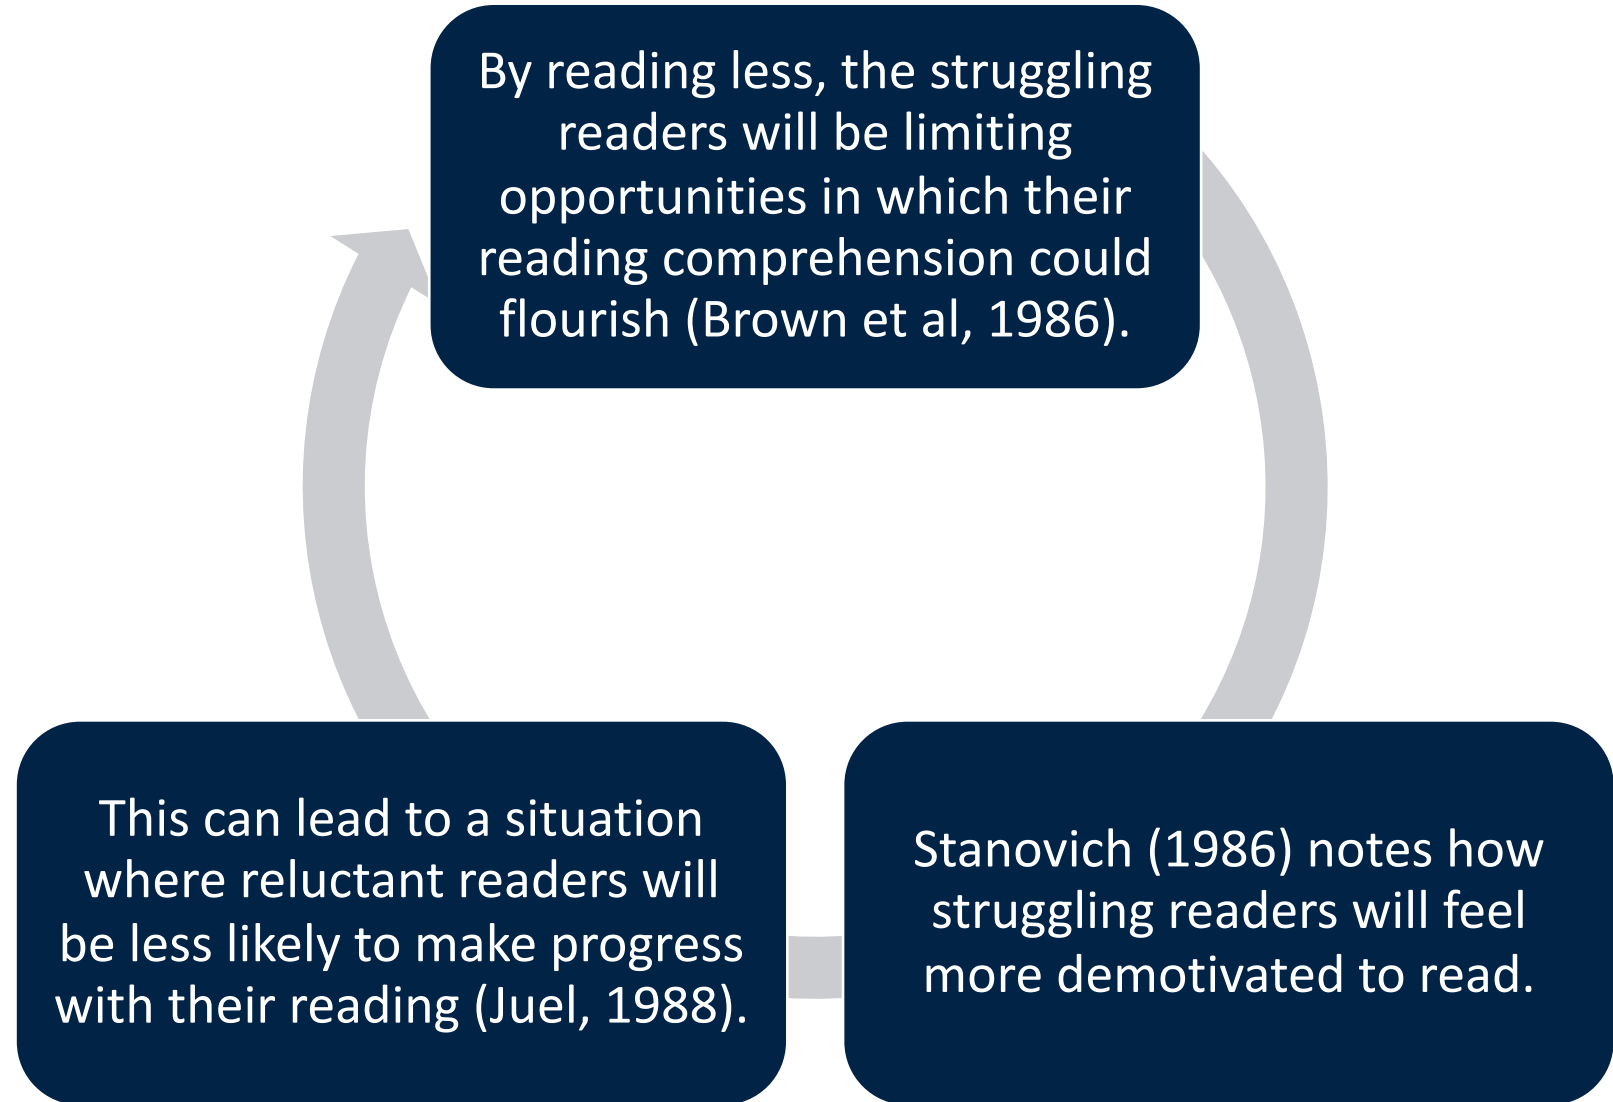 By reading less, the struggling
readers will be limiting
opportunities in which their
reading comprehension could
flourish (Brown et al, 1986).
Stanovich (1986) notes how
struggling readers will feel
more demotivated to read.
This can lead to a situation
where reluctant readers will
be less likely to make progress
with their reading (Juel, 1988).